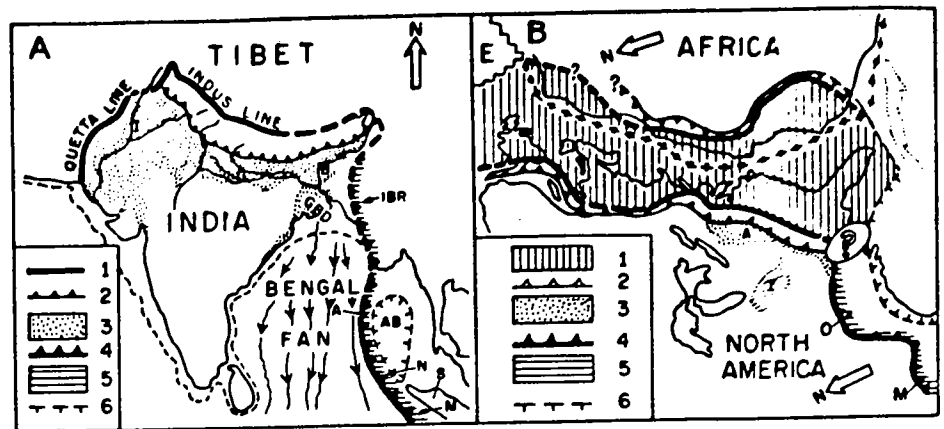 A
TIBET
N
QUETTA LINE
INDUS LINE
INDIA
GBD
IBR
BENGAL
FAN
A
AB
N
S
M
1
2
3
4
5
6
E
B
N
AFRICA
?
?
A
?
O
NORTH
AMERICA
N
M
1
2
3
4
5
6